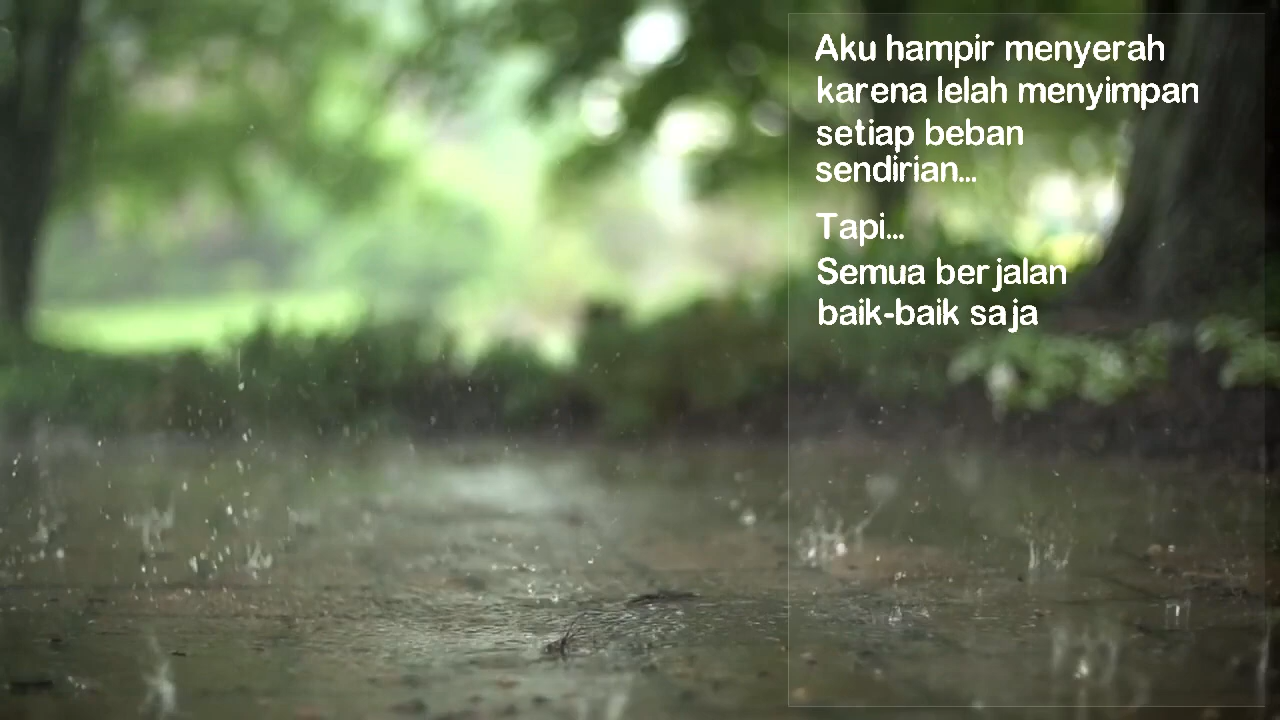 Aku hampir menyerah
karena lelah menyimpan
setiap beban
sendirian...
Tapi...
Semua berjalan
baik-baik saja